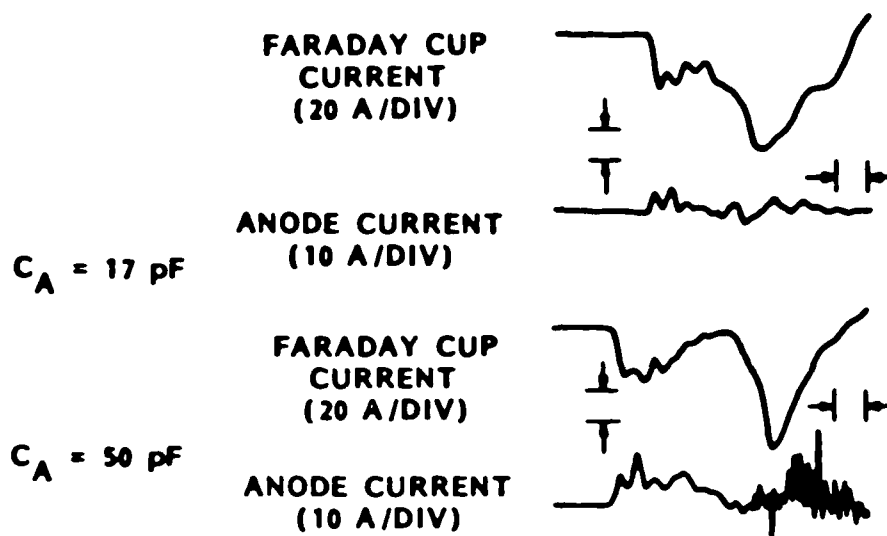 FARADAY CUP
CURRENT
(20 A/DIV)
ANODE CURRENT
(10 A/DIV)
C_A = 17 pF
FARADAY CUP
CURRENT
(20 A/DIV)
C_A = 50 pF
ANODE CURRENT
(10 A/DIV)